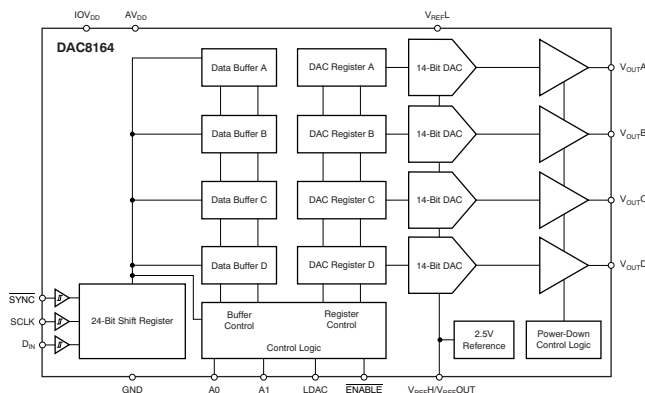 IOVDD AVDD VREFL
DAC8164
Data Buffer A DAC Register A 14-Bit DAC VOUTA
Data Buffer B DAC Register B 14-Bit DAC VOUTB
Data Buffer C DAC Register C 14-Bit DAC VOUTC
Data Buffer D DAC Register D 14-Bit DAC VOUTD
SYNC
SCLK
DIN
24-Bit Shift Register
Buffer
Control
Register
Control
Control Logic
2.5V
Reference
Power-Down
Control Logic
GND A0 A1 LDAC ENABLE VREFH/VREFOUT